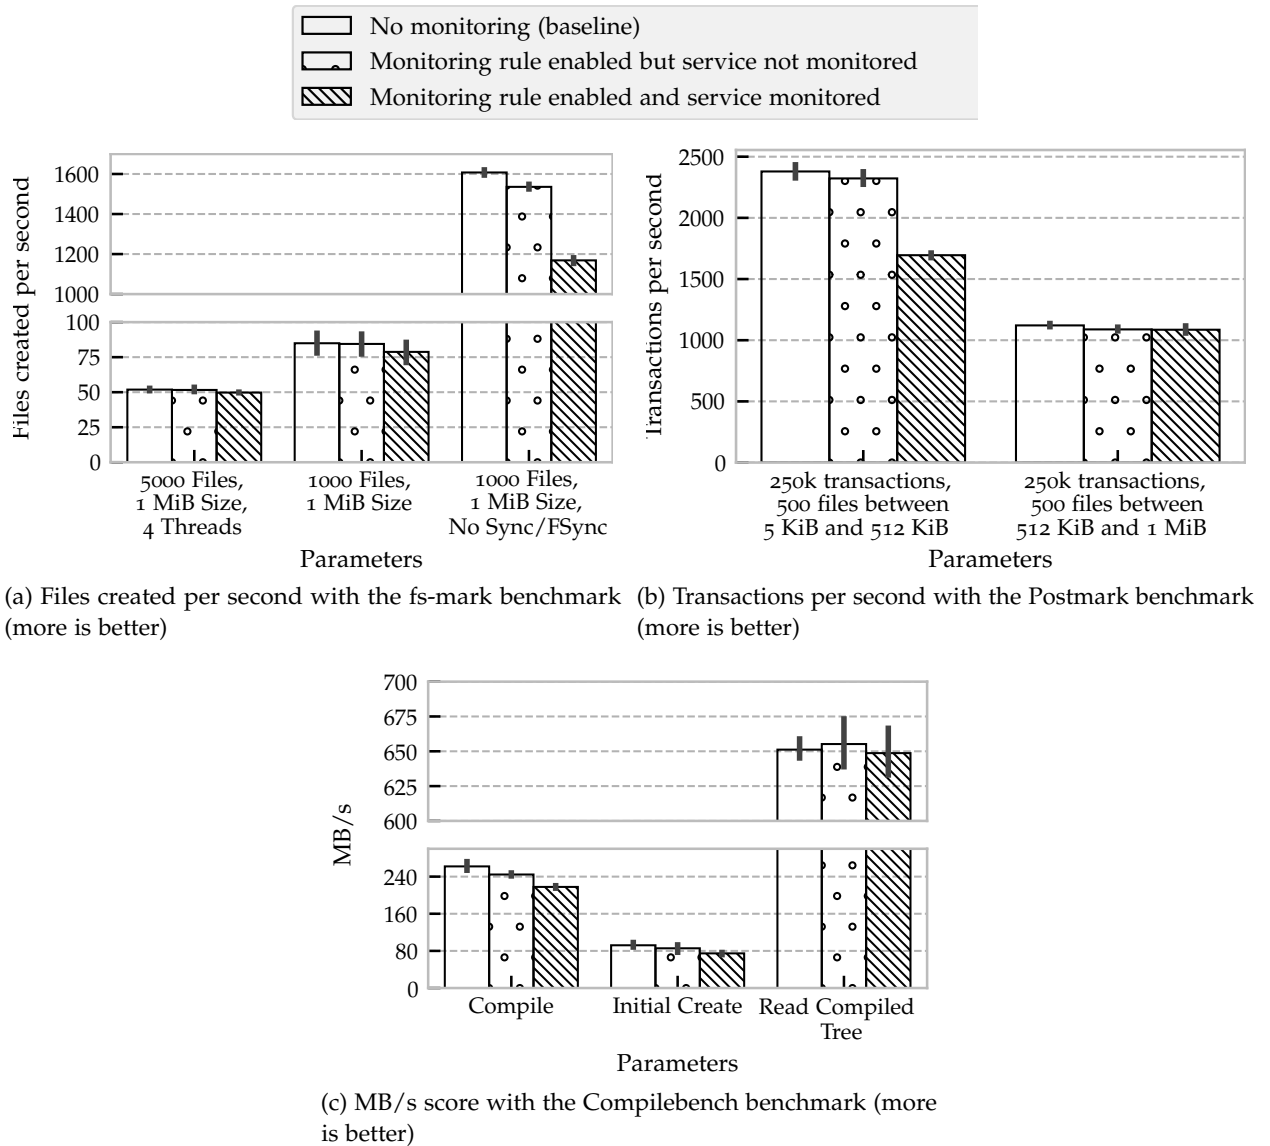 No monitoring (baseline)
Monitoring rule enabled but service not monitored
Monitoring rule enabled and service monitored
Files created per second
1600
1400
1200
1000
100
75
50
25
0
5000 Files,
1 MiB Size,
4 Threads
1000 Files,
1 MiB Size
1000 Files,
1 MiB Size,
No Sync/FSync
Parameters
(a) Files created per second with the fs-mark benchmark
(more is better)
Transactions per second
2500
2000
1500
1000
500
0
250k transactions,
500 files between
5 KiB and 512 KiB
250k transactions,
500 files between
512 KiB and 1 MiB
Parameters
(b) Transactions per second with the Postmark benchmark
(more is better)
MB/s
700
675
650
625
600
240
160
80
0
Compile
Initial Create
Read Compiled
Tree
Parameters
(c) MB/s score with the Compilebench benchmark (more
is better)